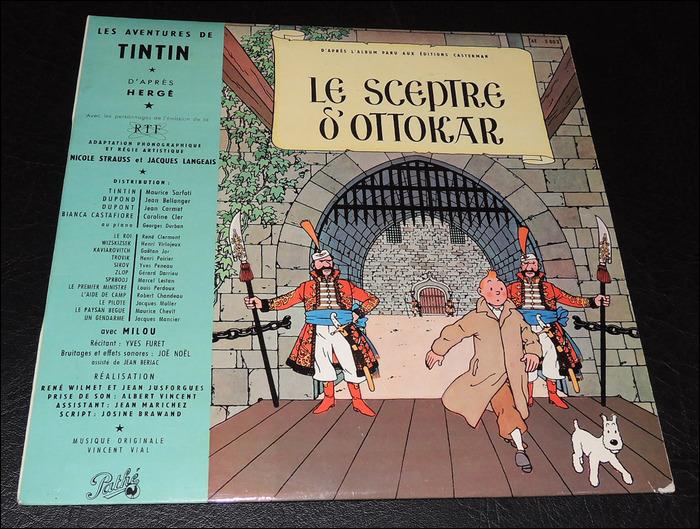 LES AVENTURES DE
TINTIN
D'APRÈS
HERGÉ
Avec les personnages de l'émission de la
RTF
ADAPTATION PHONOGRAPHIQUE
ET RÉGIE ARTISTIQUE
NICOLE STRAUSS et JACQUES LANGEAIS
DISTRIBUTION :
TINTIN Maurice Sarfati
DUPOND Jean Bellanger
DUPONT Jean Carmet
BIANCA CASTAFIORE Caroline Cler
au piano Georges Durban
LE ROI René Clermont
WIZSKIZSEK Henri Virlojeux
KAVIAROVITCH Gaëtan Jor
TROVIK Henri Poirier
SIROV Yves Peneau
ZLOP Gérard Darrieu
SPRBODJ Marcel Lestan
LE PREMIER MINISTRE Louis Perdoux
L'AIDE DE CAMP Robert Chandeau
LE PILOTE Jacques Muller
LE PAYSAN BEGUE Maurice Chevit
UN GENDARME Jacques Mancier
avec MILOU
Récitant : YVES FURET
Bruitages et effets sonores : JOË NOËL
assisté de JEAN BERIAC
RÉALISATION
RENÉ WILMET ET JEAN JUSFORGUES
PRISE DE SON : ALBERT VINCENT
ASSISTANT : JEAN MARICHEZ
SCRIPT : JOSINE BRAWAND
MUSIQUE ORIGINALE
VINCENT VIAL
Pathé
D'APRÈS L'ALBUM PARU AUX ÉDITIONS CASTERMAN
LE SCEPTRE
D'OTTOKAR